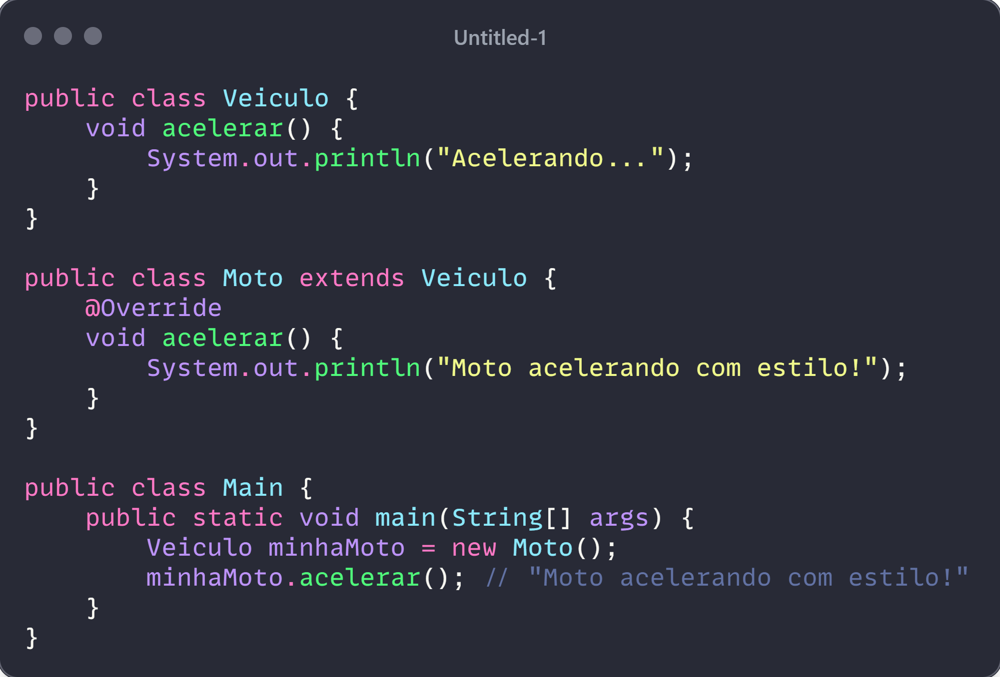 Untitled-1
public class Veiculo {
    void acelerar() {
        System.out.println("Acelerando...");
    }
}

public class Moto extends Veiculo {
    @Override
    void acelerar() {
        System.out.println("Moto acelerando com estilo!");
    }
}

public class Main {
    public static void main(String[] args) {
        Veiculo minhaMoto = new Moto();
        minhaMoto.acelerar(); // "Moto acelerando com estilo!"
    }
}